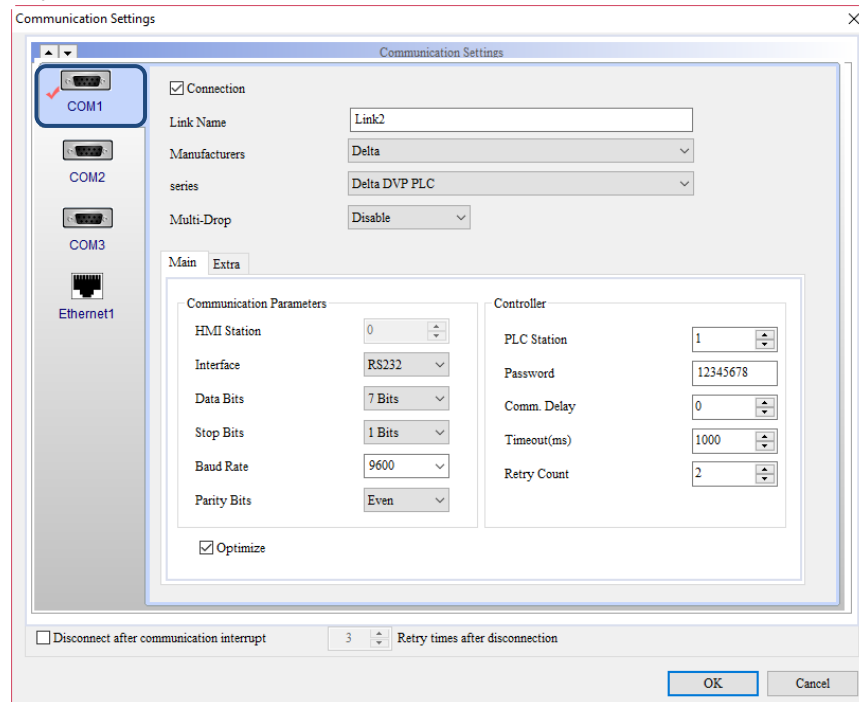 Communication Settings
Communication Settings
COM1
COM2
COM3
Ethernet1
Connection
Link Name Link2
Manufacturers Delta
series Delta DVP PLC
Multi-Drop Disable
Main Extra
Communication Parameters
HMI Station 0
Interface RS232
Data Bits 7 Bits
Stop Bits 1 Bits
Baud Rate 9600
Parity Bits Even
Controller
PLC Station 1
Password 12345678
Comm. Delay 0
Timeout(ms) 1000
Retry Count 2
Optimize
Disconnect after communication interrupt 3 Retry times after disconnection
OK Cancel